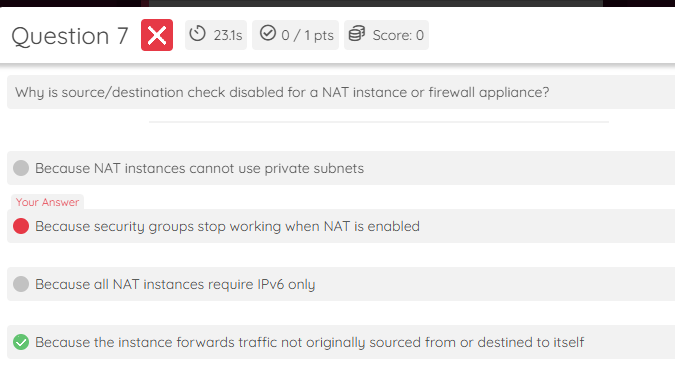 Question 7
23.1s
0 / 1 pts
Score: 0
Why is source/destination check disabled for a NAT instance or firewall appliance?
Because NAT instances cannot use private subnets
Your Answer
Because security groups stop working when NAT is enabled
Because all NAT instances require IPv6 only
Because the instance forwards traffic not originally sourced from or destined to itself